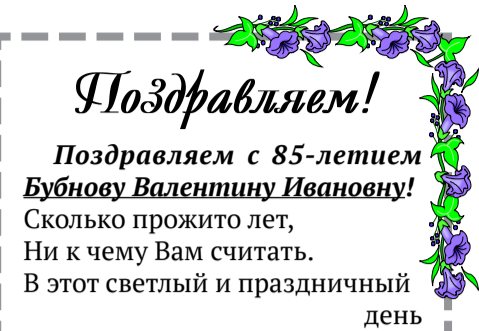 Поздравляем!
Поздравляем с 85-летием
Бубнову Валентину Ивановну!
Сколько прожито лет,
Ни к чему Вам считать.
В этот светлый и праздничный
день